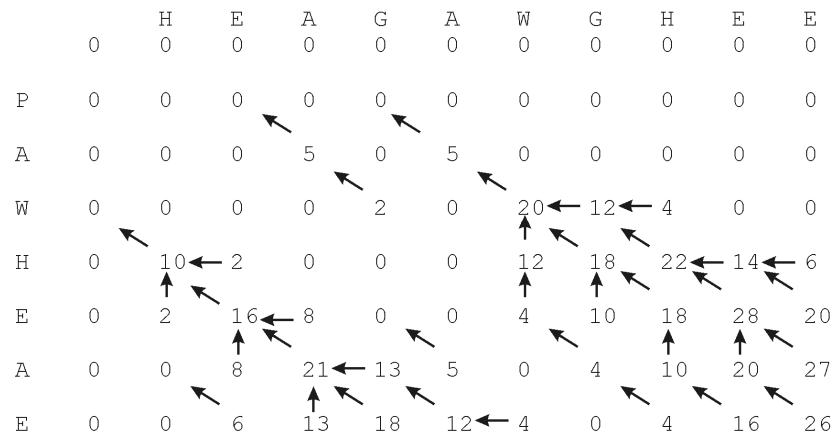 H E A G A W G H E E
0 0 0 0 0 0 0 0 0 0 0
P 0 0 0 0 0 0 0 0 0 0 0
A 0 0 0 5 0 5 0 0 0 0 0
W 0 0 0 0 2 0 20 12 4 0 0
H 0 10 2 0 0 0 12 18 22 14 6
E 0 2 16 8 0 0 4 10 18 28 20
A 0 0 8 21 13 5 0 4 10 20 27
E 0 0 6 13 18 12 4 0 4 16 26